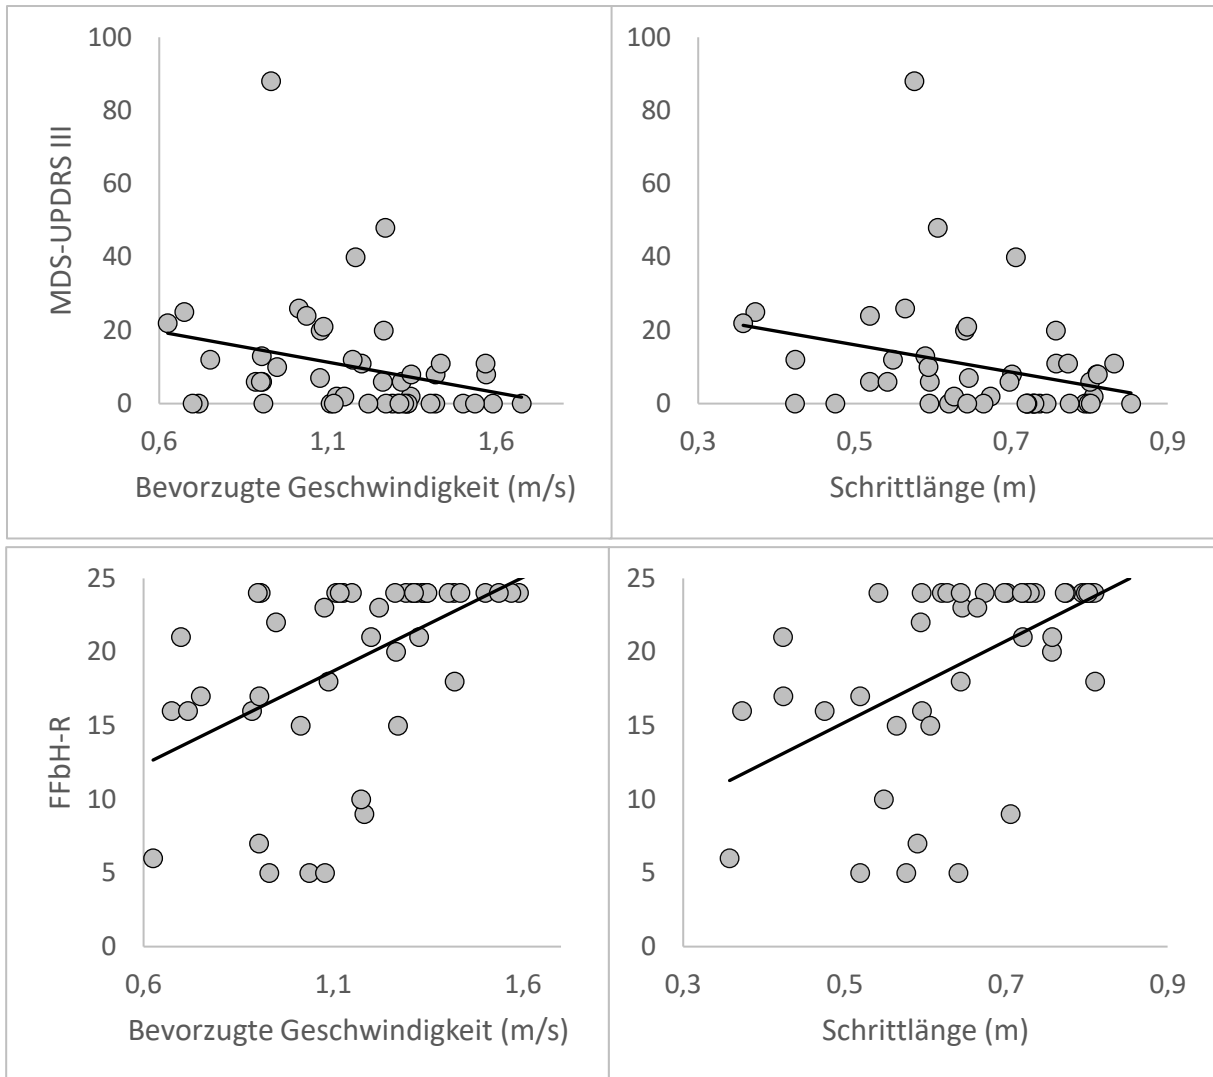 MDS-UPDRS III
100
80
60
40
20
0
0,6 1,1 1,6
Bevorzugte Geschwindigkeit (m/s)
100
80
60
40
20
0
0,3 0,5 0,7 0,9
Schrittlänge (m)
FFbH-R
25
20
15
10
5
0
0,6 1,1 1,6
Bevorzugte Geschwindigkeit (m/s)
25
20
15
10
5
0
0,3 0,5 0,7 0,9
Schrittlänge (m)